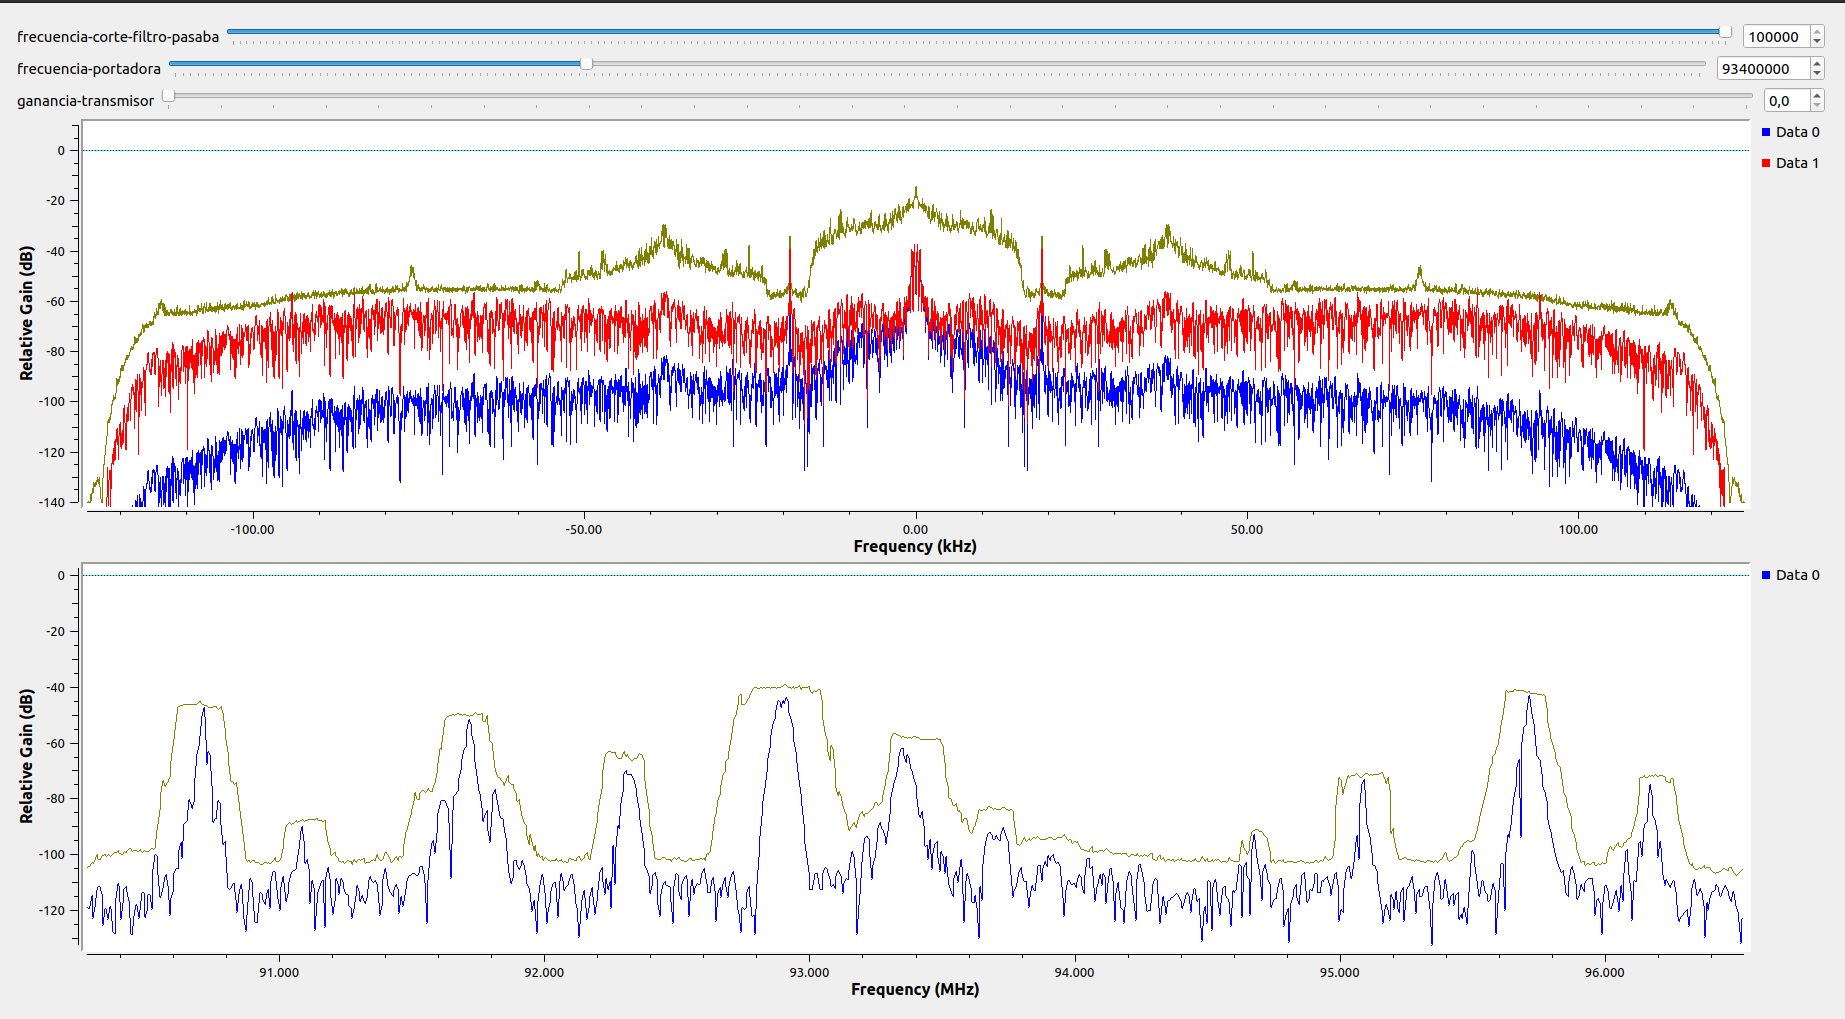 frecuencia-corte-filtro-pasaba 100000
frecuencia-portadora 93400000
ganancia-transmisor 0,0
Data 0
Data 1
Relative Gain (dB)
0
-20
-40
-60
-80
-100
-120
-140
-100.00 -50.00 0.00 50.00 100.00
Frequency (kHz)
Data 0
Relative Gain (dB)
0
-20
-40
-60
-80
-100
-120
91.000 92.000 93.000 94.000 95.000 96.000
Frequency (MHz)